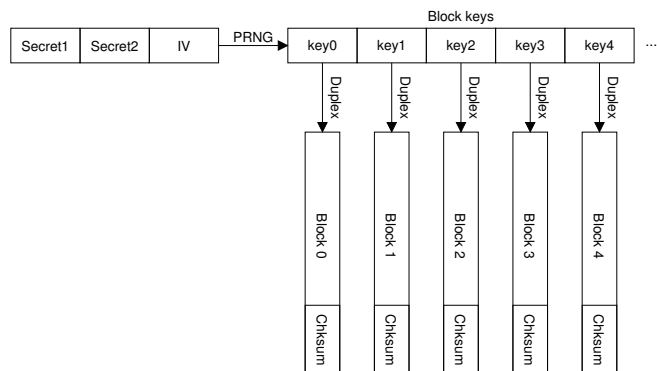 Block keys
Secret1 Secret2 IV PRNG key0 key1 key2 key3 key4 ...
Duplex Duplex Duplex Duplex Duplex
Block 0 Block 1 Block 2 Block 3 Block 4
Chksum Chksum Chksum Chksum Chksum